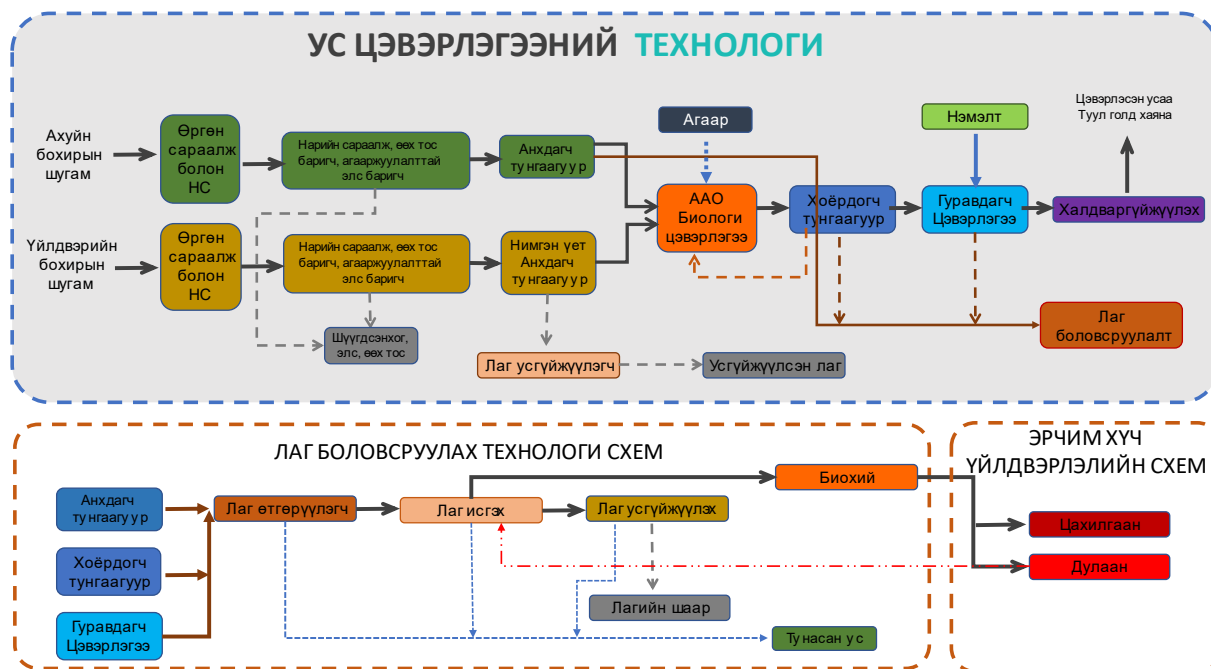 УС ЦЭВЭРЛЭГЭЭНИЙ ТЕХНОЛОГИ
Ахуйн
бохирын
шугам
Өргөн
сараалж
болон
НС
Нарийн сараалж, өөх тос
баригч, агааржуулалттай
элс баригч
Анхдагч
тунгаагуур
Агаар
ААО
Биологи
цэвэрлэгээ
Хоёрдогч
тунгаагуур
Нэмэлт
Гуравдагч
Цэвэрлэгээ
Цэвэрлэсэн усаа
Туул голд хаяна
Халдваргүйжүүлэх
Үйлдвэрийн
бохирын
шугам
Өргөн
сараалж
болон
НС
Нарийн сараалж, өөх тос
баригч, агааржуулалттай
элс баригч
Нимгэн үет
Анхдагч
тунгаагуур
Шүүгдсэнхог,
элс, өөх тос
Лаг усгүйжүүлэгч
Усгүйжүүлсэн лаг
Лаг
боловсруулалт
ЛАГ БОЛОВСРУУЛАХ ТЕХНОЛОГИ СХЕМ
Анхдагч
тунгаагуур
Хоёрдогч
тунгаагуур
Гуравдагч
Цэвэрлэгээ
Лаг өтгөрүүлэгч
Лаг исгэх
Лаг усгүйжүүлэх
Биохий
Лагийн шаар
Тунасан ус
ЭРЧИМ ХҮЧ
ҮЙЛДВЭРЛЭЛИЙН СХЕМ
Цахилгаан
Дулаан